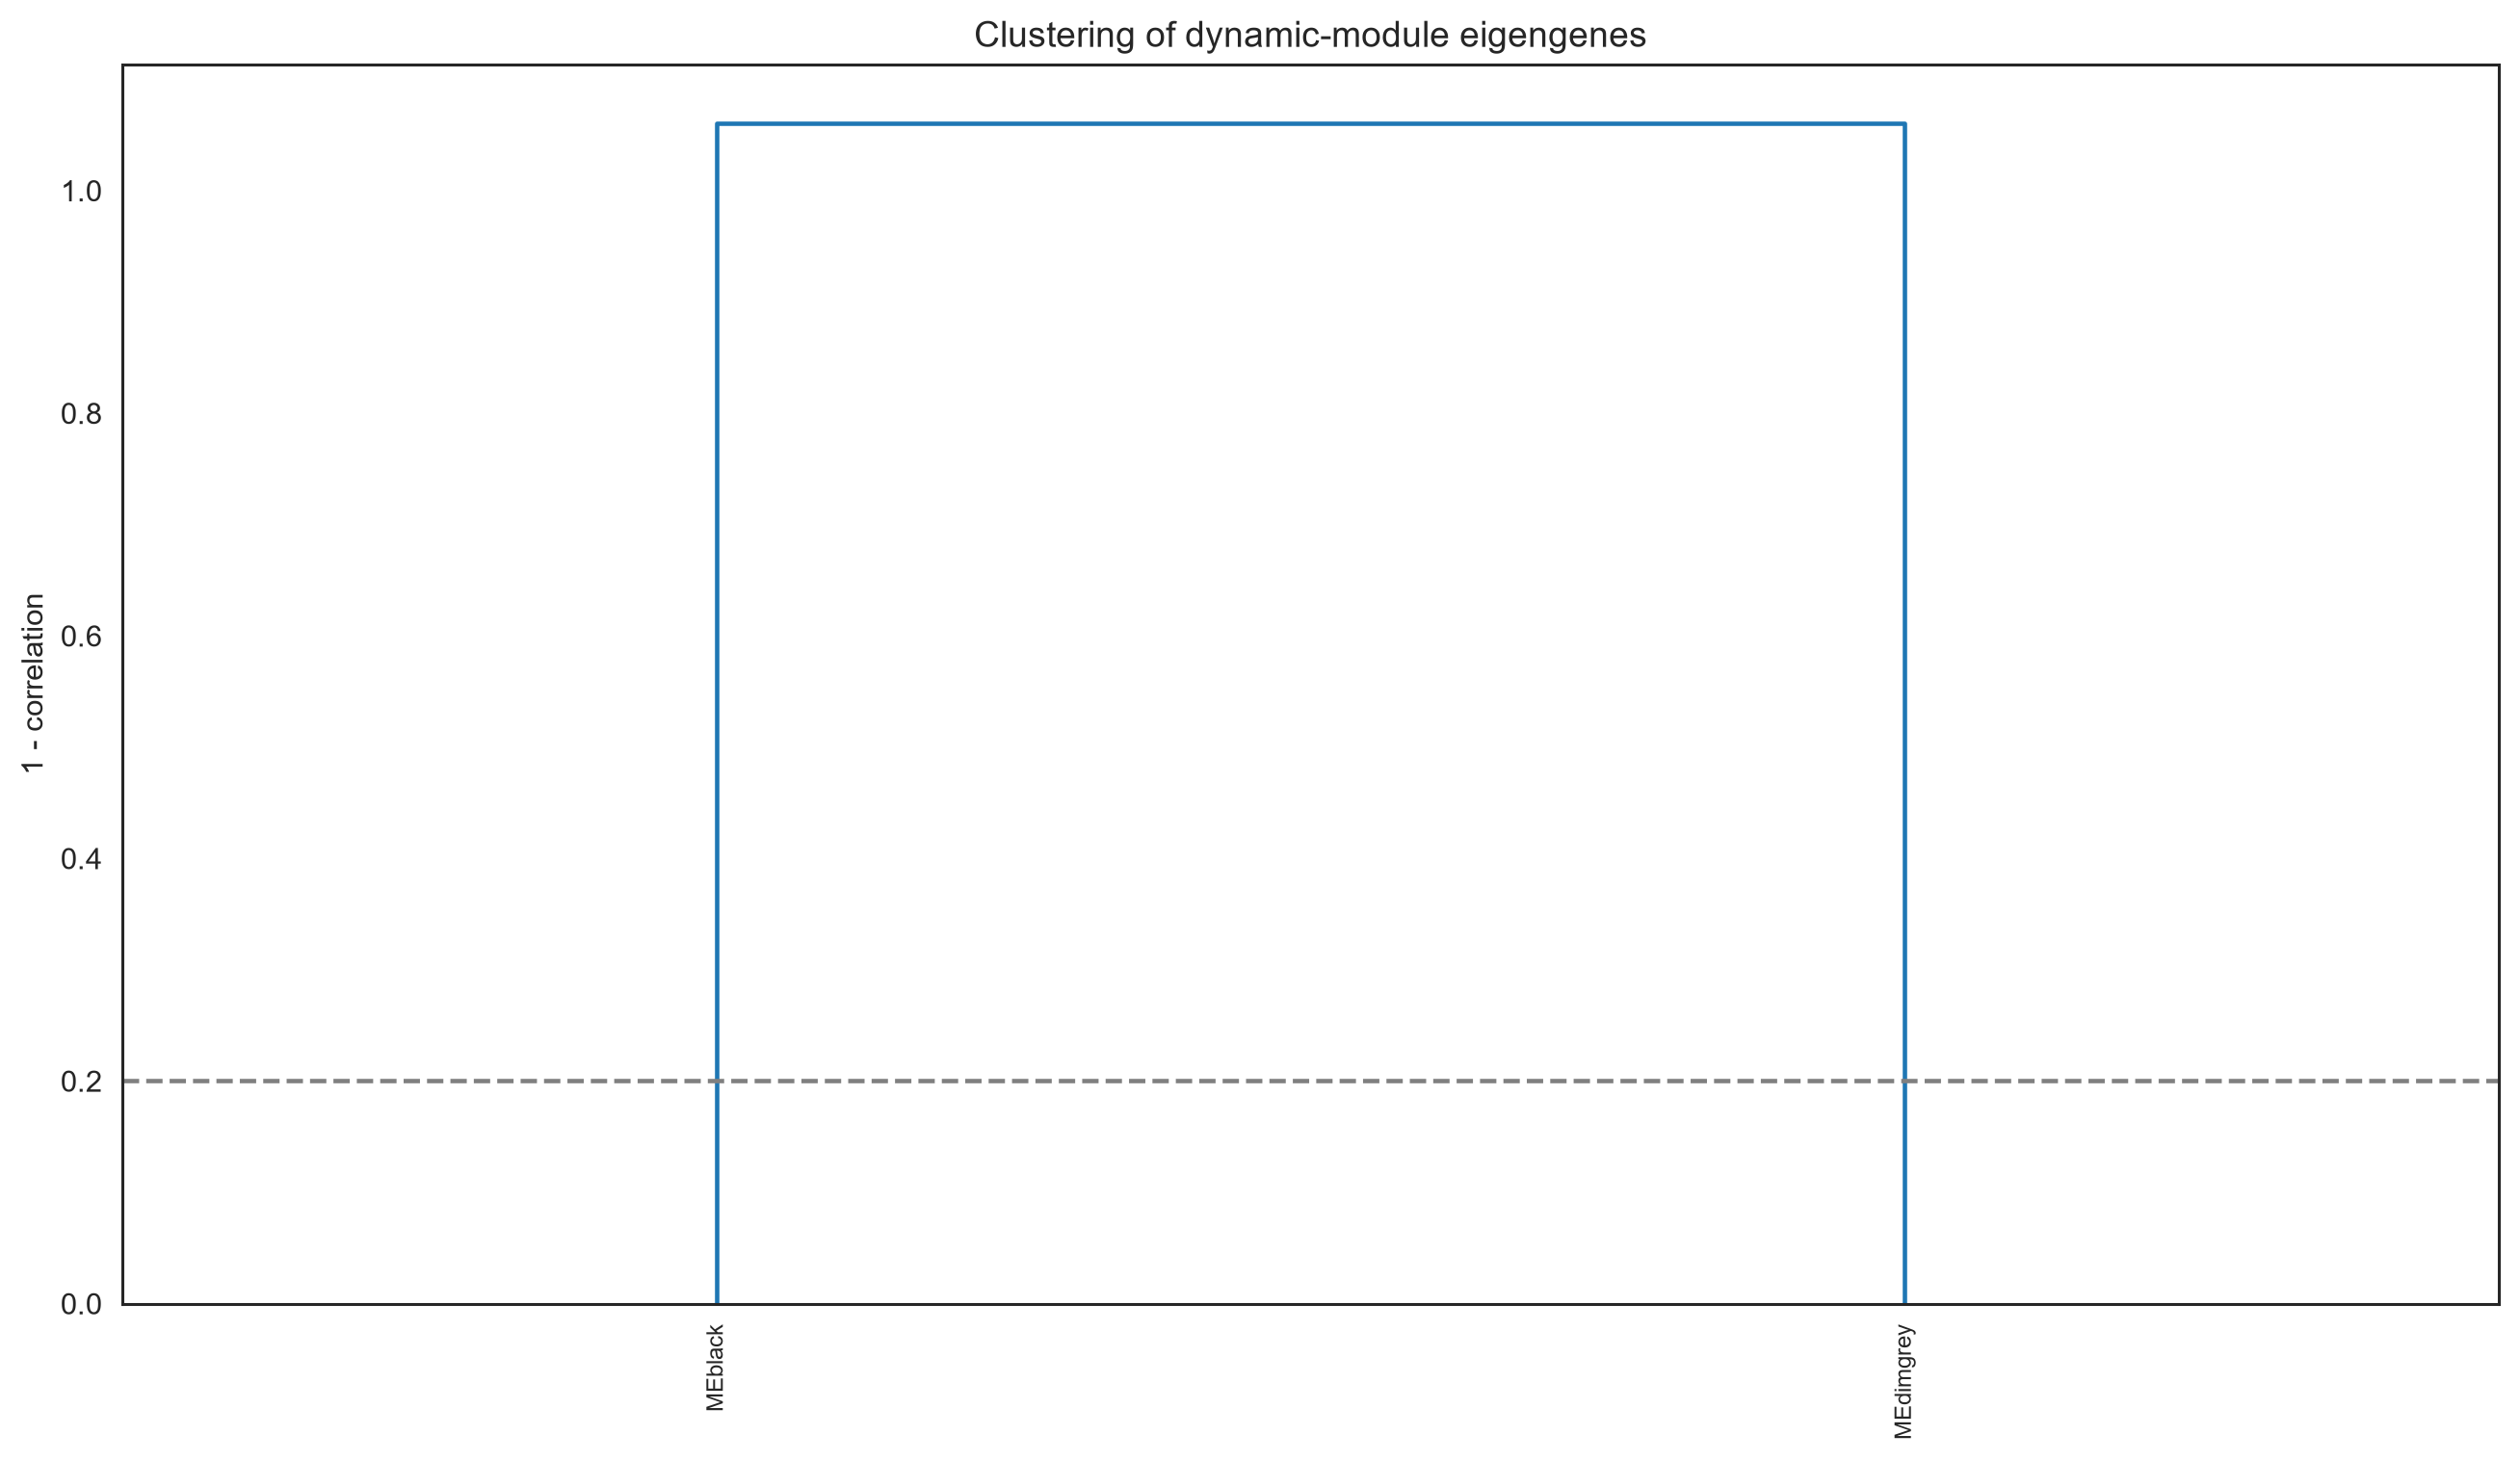 Clustering of dynamic-module eigengenes
1 - correlation
1.0
0.8
0.6
0.4
0.2
0.0
MEblack
MEdimgrey